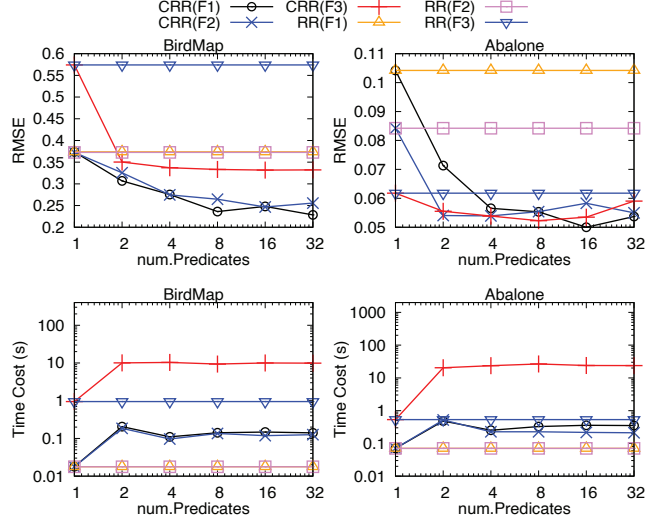 CRR(F1) CRR(F3) RR(F2)
CRR(F2) RR(F1) RR(F3)
BirdMap Abalone
0.6
0.55
0.5
0.45
0.4
0.35
0.3
0.25
0.2
RMSE
1 2 4 8 16 32
num.Predicates
0.11
0.1
0.09
0.08
0.07
0.06
0.05
RMSE
1 2 4 8 16 32
num.Predicates
BirdMap Abalone
100
10
1
0.1
0.01
Time Cost (s)
1 2 4 8 16 32
num.Predicates
1000
100
10
1
0.1
0.01
Time Cost (s)
1 2 4 8 16 32
num.Predicates